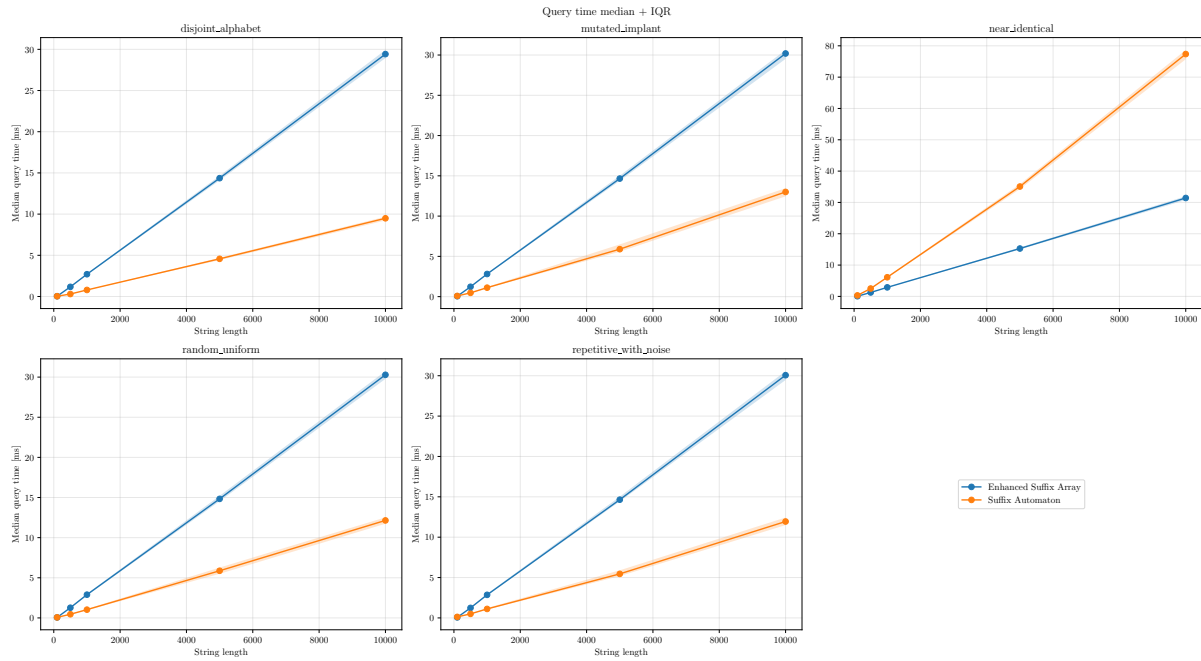 Query time median + IQR
disjoint_alphabet
Median query time [ms]
30
25
20
15
10
5
0
0 2000 4000 6000 8000 10000
String length
mutated_implant
Median query time [ms]
30
25
20
15
10
5
0
0 2000 4000 6000 8000 10000
String length
near_identical
Median query time [ms]
80
70
60
50
40
30
20
10
0
0 2000 4000 6000 8000 10000
String length
random_uniform
Median query time [ms]
30
25
20
15
10
5
0
0 2000 4000 6000 8000 10000
String length
repetitive_with_noise
Median query time [ms]
30
25
20
15
10
5
0
0 2000 4000 6000 8000 10000
String length
Enhanced Suffix Array
Suffix Automaton